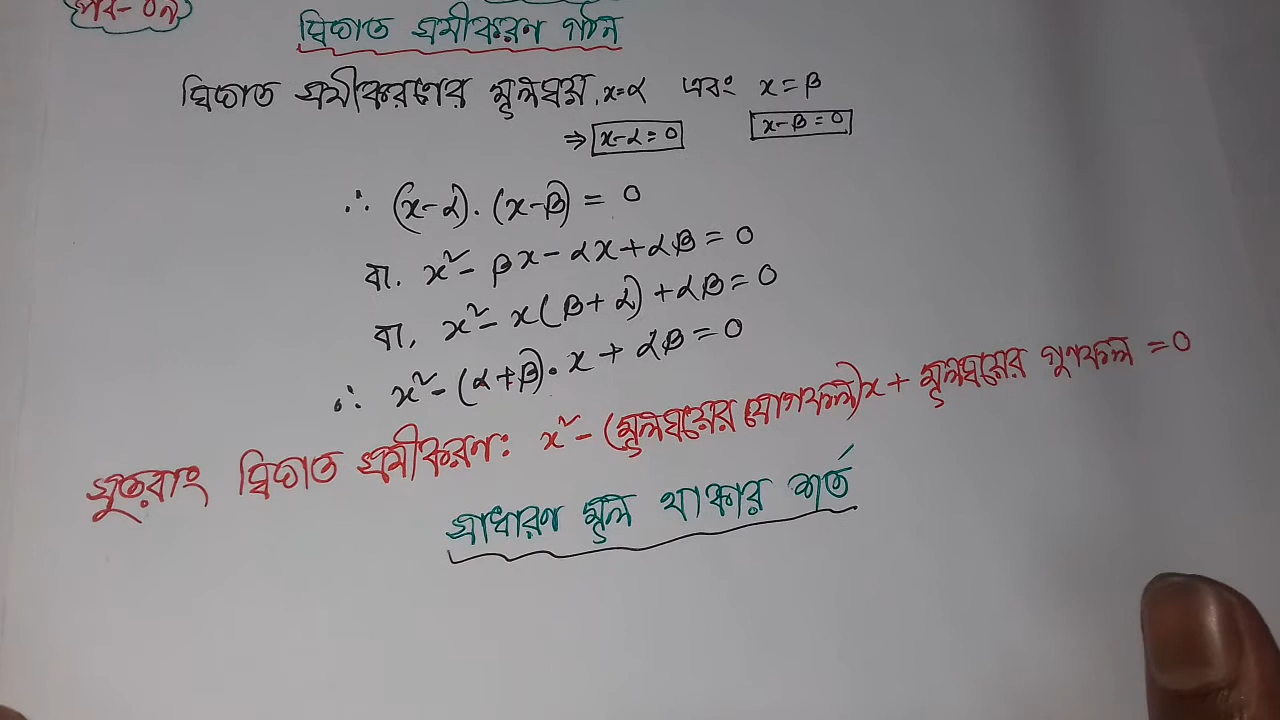 পর্ব-০৭
দ্বিঘাত সমীকরণ গঠন
দ্বিঘাত সমীকরণের মূলদ্বয়, x=α এবং x=β
⇒ x-α=0 x-β=0
∴ (x-α).(x-β) = 0
বা, x²-βx-αx+αβ=0
বা, x²-x(β+α)+αβ=0
∴ x²-(α+β)•x+αβ=0
সুতরাং দ্বিঘাত সমীকরণ: x²-(মূলদ্বয়ের যোগফল)x+মূলদ্বয়ের গুণফল=0
সাধারণ মূল থাকার শর্ত